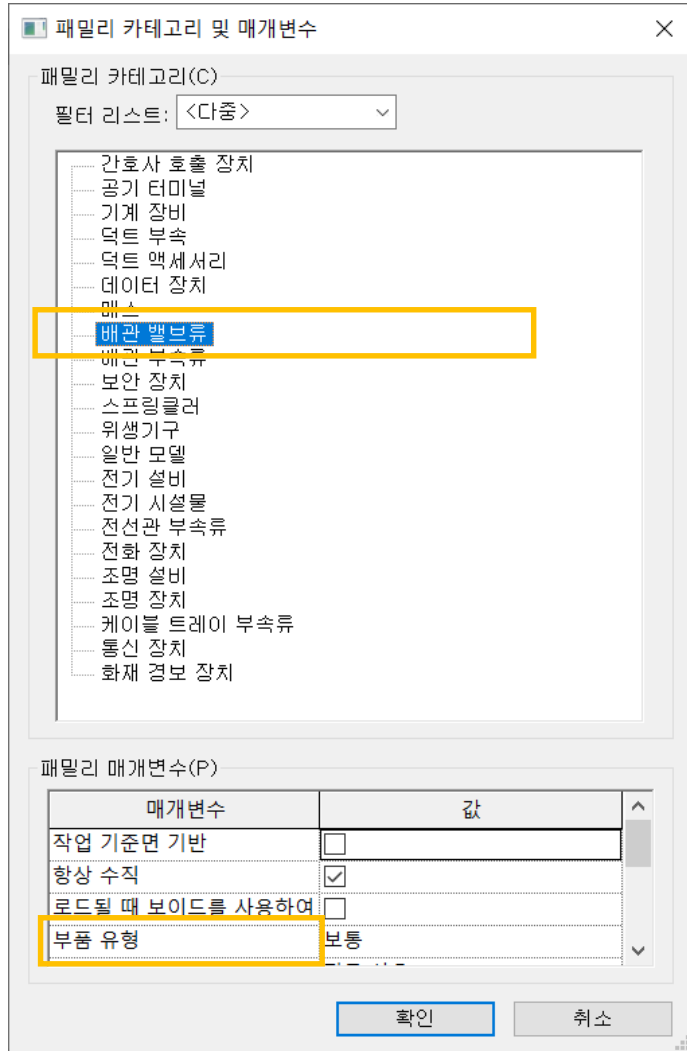 패밀리 카테고리 및 매개변수
패밀리 카테고리(C)
필터 리스트: <다중>
간호사 호출 장치
공기 터미널
기계 장비
덕트 부속
덕트 액세서리
데이터 장치
매스
배관 밸브류
배관 부속류
보안 장치
스프링클러
위생기구
일반 모델
전기 설비
전기 시설물
전선관 부속류
전화 장치
조명 설비
조명 장치
케이블 트레이 부속류
통신 장치
화재 경보 장치
패밀리 매개변수(P)
매개변수 값
작업 기준면 기반
항상 수직
로드될 때 보이드를 사용하여
부품 유형 보통
확인 취소